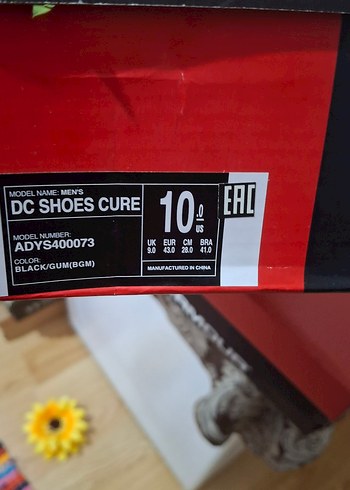 MODEL NAME: MEN'S
DC SHOES CURE
MODEL NUMBER:
ADYS400073
COLOR:
BLACK/GUM(BGM)
10.0
US
UK EUR CM BRA
9.0 43.0 28.0 41.0
MANUFACTURED IN CHINA
EAC